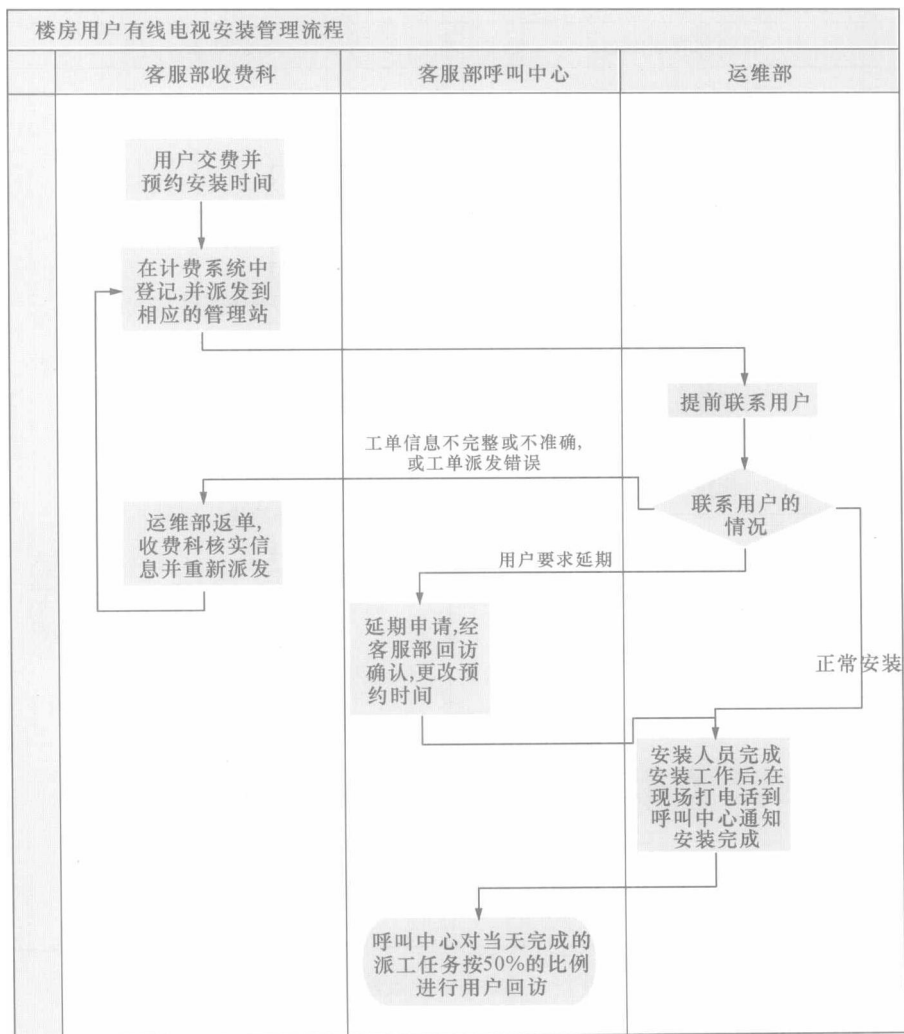 楼房用户有线电视安装管理流程
客服部收费科
客服部呼叫中心
运维部
用户交费并
预约安装时间
在计费系统中
登记,并派发到
相应的管理站
提前联系用户
工单信息不完整或不准确,
或工单派发错误
联系用户的
情况
运维部返单,
收费科核实信
息并重新派发
用户要求延期
延期申请,经
客服部回访
确认,更改预
约时间
正常安装
安装人员完成
安装工作后,在
现场打电话到
呼叫中心通知
安装完成
呼叫中心对当天完成的
派工任务按50%的比例
进行用户回访